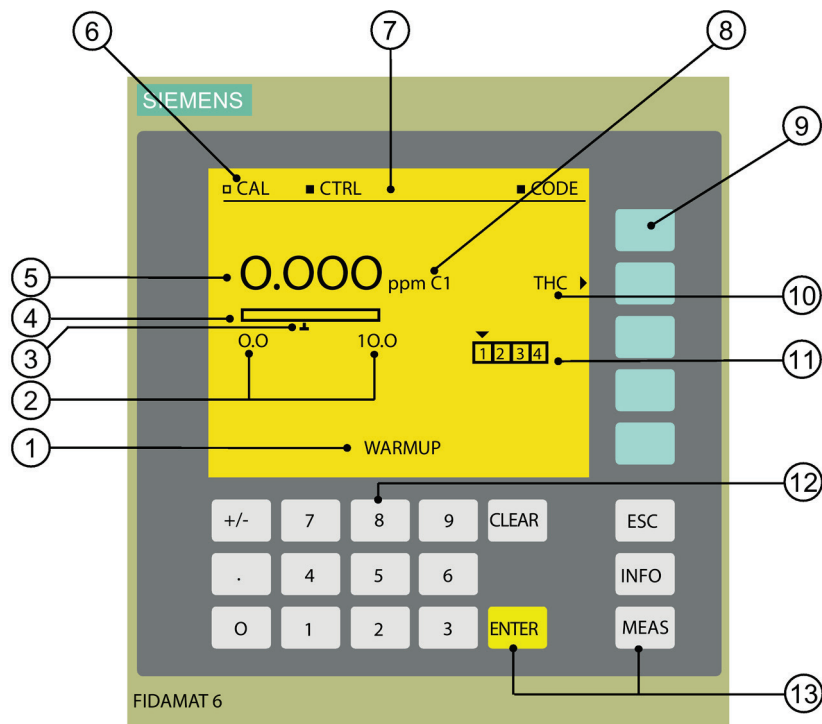 6 7 8
SIEMENS
9
CAL CTRL CODE
5 0.000 ppm C1 THC
10
4
3 0.0 10.0 1 2 3 4 11
2
1 WARMUP
12
+/- 7 8 9 CLEAR ESC
. 4 5 6 INFO
0 1 2 3 ENTER MEAS
13
FIDAMAT 6